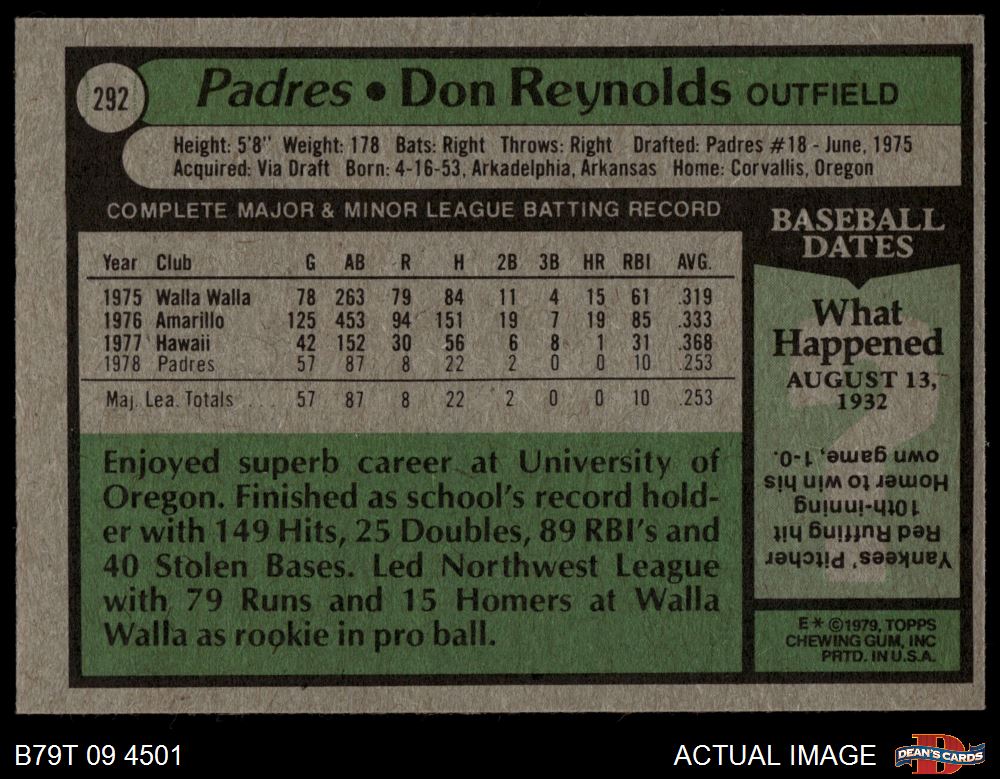 292
Padres • Don Reynolds OUTFIELD
Height: 5'8" Weight: 178 Bats: Right Throws: Right Drafted: Padres #18 - June, 1975
Acquired: Via Draft Born: 4-16-53, Arkadelphia, Arkansas Home: Corvallis, Oregon
COMPLETE MAJOR & MINOR LEAGUE BATTING RECORD
Year Club G AB R H 2B 3B HR RBI AVG.
1975 Walla Walla 78 263 79 84 11 4 15 61 .319
1976 Amarillo 125 453 94 151 19 7 19 85 .333
1977 Hawaii 42 152 30 56 6 8 1 31 .368
1978 Padres 57 87 8 22 2 0 0 10 .253
Maj. Lea. Totals 57 87 8 22 2 0 0 10 .253
Enjoyed superb career at University of
Oregon. Finished as school's record hold-
er with 149 Hits, 25 Doubles, 89 RBI's and
40 Stolen Bases. Led Northwest League
with 79 Runs and 15 Homers at Walla
Walla as rookie in pro ball.
BASEBALL
DATES
What
Happened
AUGUST 13,
1932
Yankees' Pitcher
Red Ruffing hit
10th-inning
Homer to win his
own game, 1-0.
E * ©1979, TOPPS
CHEWING GUM, INC
PRTD. IN U.S.A.
B79T 09 4501
ACTUAL IMAGE
DEAN'S CARDS